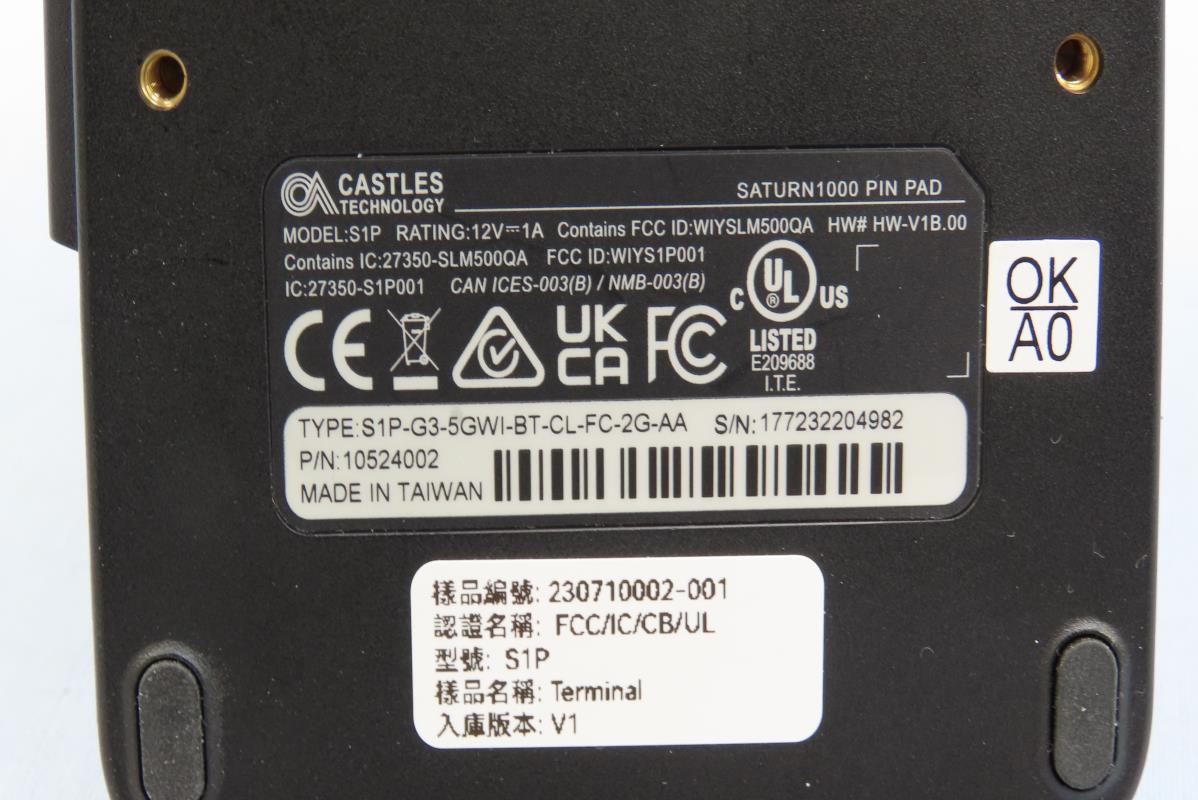 CASTLES
TECHNOLOGY
SATURN1000 PIN PAD
MODEL:S1P RATING:12V⎓1A Contains FCC ID:WIYSLM500QA HW# HW-V1B.00
Contains IC:27350-SLM500QA FCC ID:WIYS1P001
IC:27350-S1P001 CAN ICES-003(B) / NMB-003(B)
CE
UK
CA
FC
C UL ® US
LISTED
E209688
I.T.E.
OK
A0
TYPE:S1P-G3-5GWI-BT-CL-FC-2G-AA S/N:177232204982
P/N:10524002
MADE IN TAIWAN
樣品編號: 230710002-001
認證名稱: FCC/IC/CB/UL
型號: S1P
樣品名稱: Terminal
入庫版本: V1